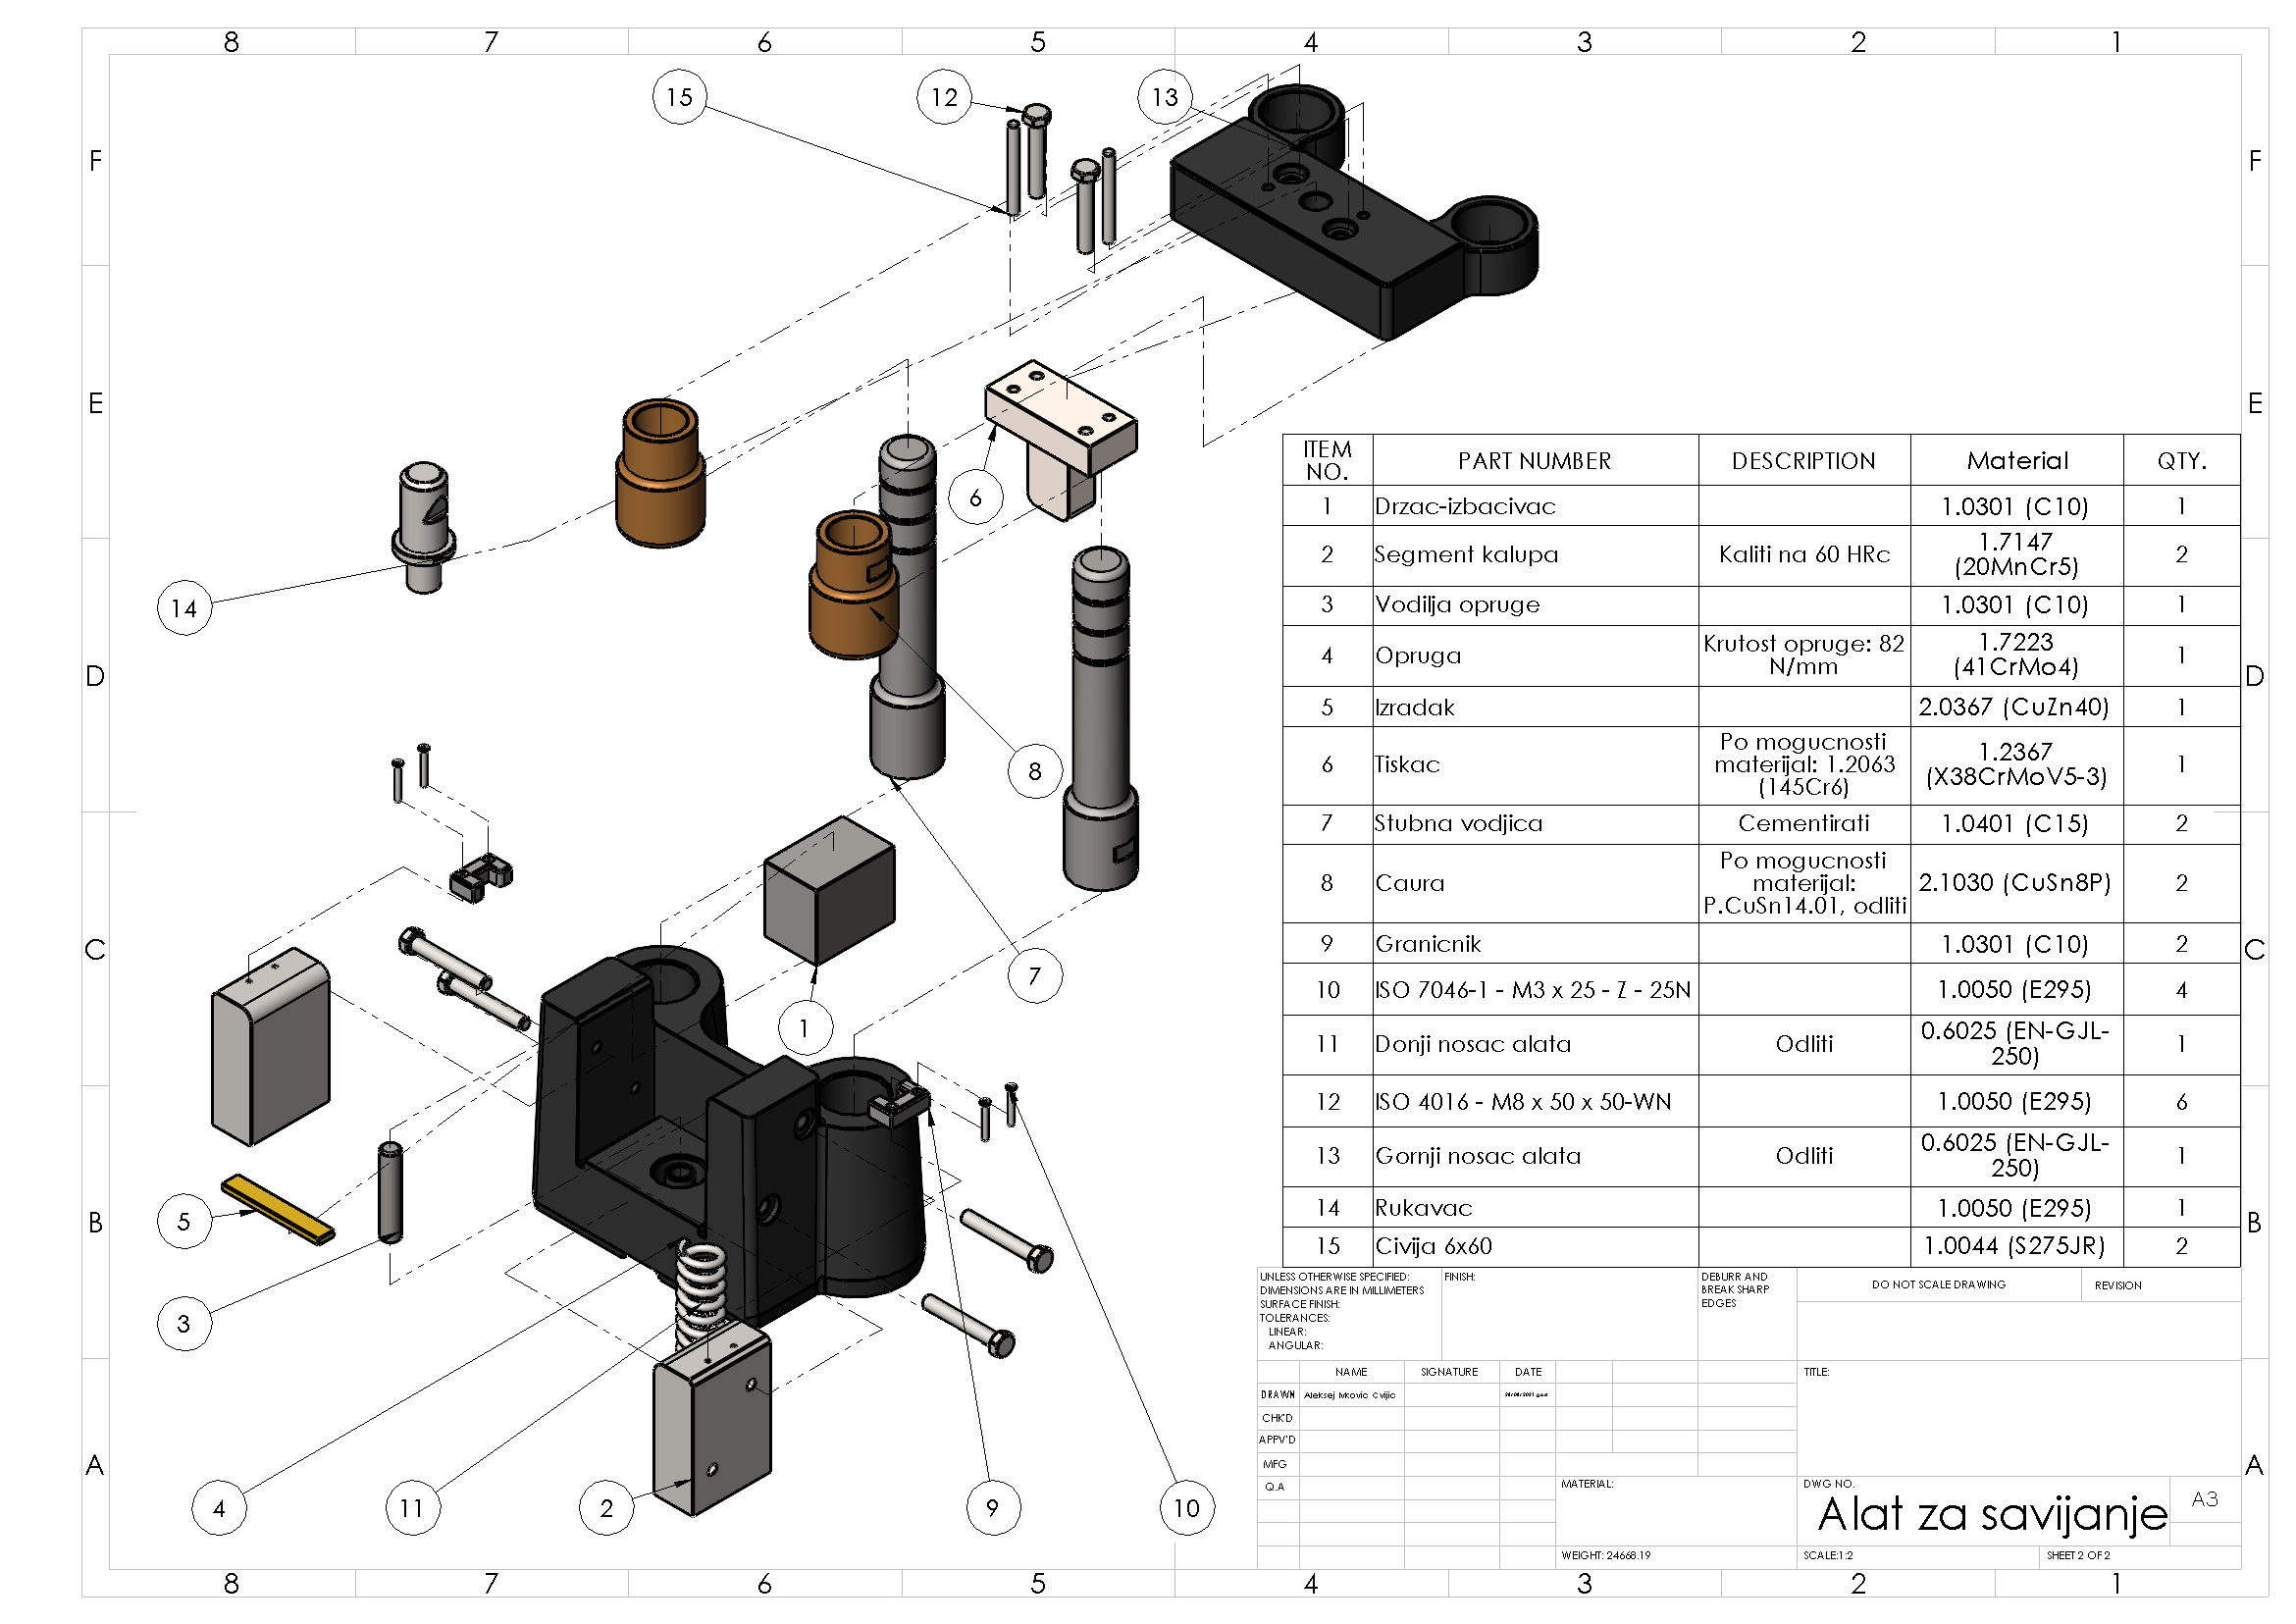 8 7 6 5 4 3 2 1
F F
E E
D D
C C
B B
A A
15
12
13
14
6
8
7
1
5
3
4
11
2
9
10
ITEM NO. PART NUMBER DESCRIPTION Material QTY.
1 Drzac-izbacivac 1.0301 (C10) 1
2 Segment kalupa Kaliti na 60 HRc 1.7147 (20MnCr5) 2
3 Vodilja opruge 1.0301 (C10) 1
4 Opruga Krutost opruge: 82 N/mm 1.7223 (41CrMo4) 1
5 Izradak 2.0367 (CuZn40) 1
6 Tiskac Po mogucnosti materijal: 1.2063 (145Cr6) 1.2367 (X38CrMoV5-3) 1
7 Stubna vodjica Cementirati 1.0401 (C15) 2
8 Caura Po mogucnosti materijal: P.CuSn14.01, odliti 2.1030 (CuSn8P) 2
9 Granicnik 1.0301 (C10) 2
10 ISO 7046-1 - M3 x 25 - Z - 25N 1.0050 (E295) 4
11 Donji nosac alata Odliti 0.6025 (EN-GJL-250) 1
12 ISO 4016 - M8 x 50 x 50-WN 1.0050 (E295) 6
13 Gornji nosac alata Odliti 0.6025 (EN-GJL-250) 1
14 Rukavac 1.0050 (E295) 1
15 Civija 6x60 1.0044 (S275JR) 2
UNLESS OTHERWISE SPECIFIED:
DIMENSIONS ARE IN MILLIMETERS
SURFACE FINISH:
TOLERANCES:
LINEAR:
ANGULAR:
FINISH:
DEBURR AND
BREAK SHARP
EDGES
DO NOT SCALE DRAWING
REVISION
NAME SIGNATURE DATE
TITLE:
DRAWN Aleksej Ivkovic Cvijic
CHK'D
APPV'D
MFG
Q.A
MATERIAL:
DWG NO.
Alat za savijanje
A3
WEIGHT: 24668.19
SCALE:1:2
SHEET 2 OF 2
8 7 6 5 4 3 2 1